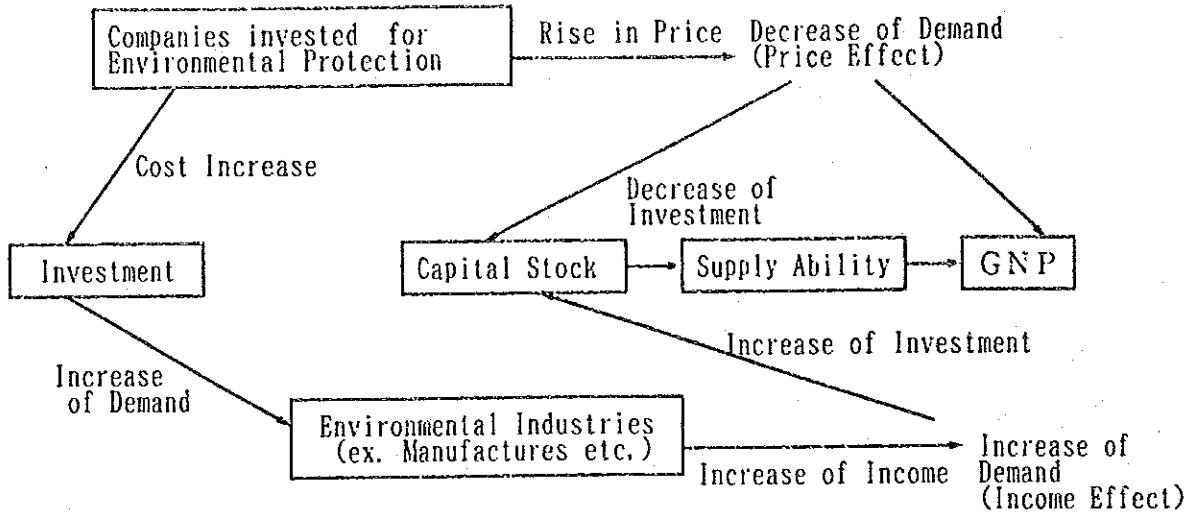 Companies invested for
Environmental Protection
Rise in Price
Decrease of Demand
(Price Effect)
Cost Increase
Decrease of
Investment
Investment
Capital Stock
Supply Ability
GNP
Increase of Investment
Increase
of Demand
Environmental Industries
(ex. Manufactures etc.)
Increase of Income
Increase of
Demand
(Income Effect)